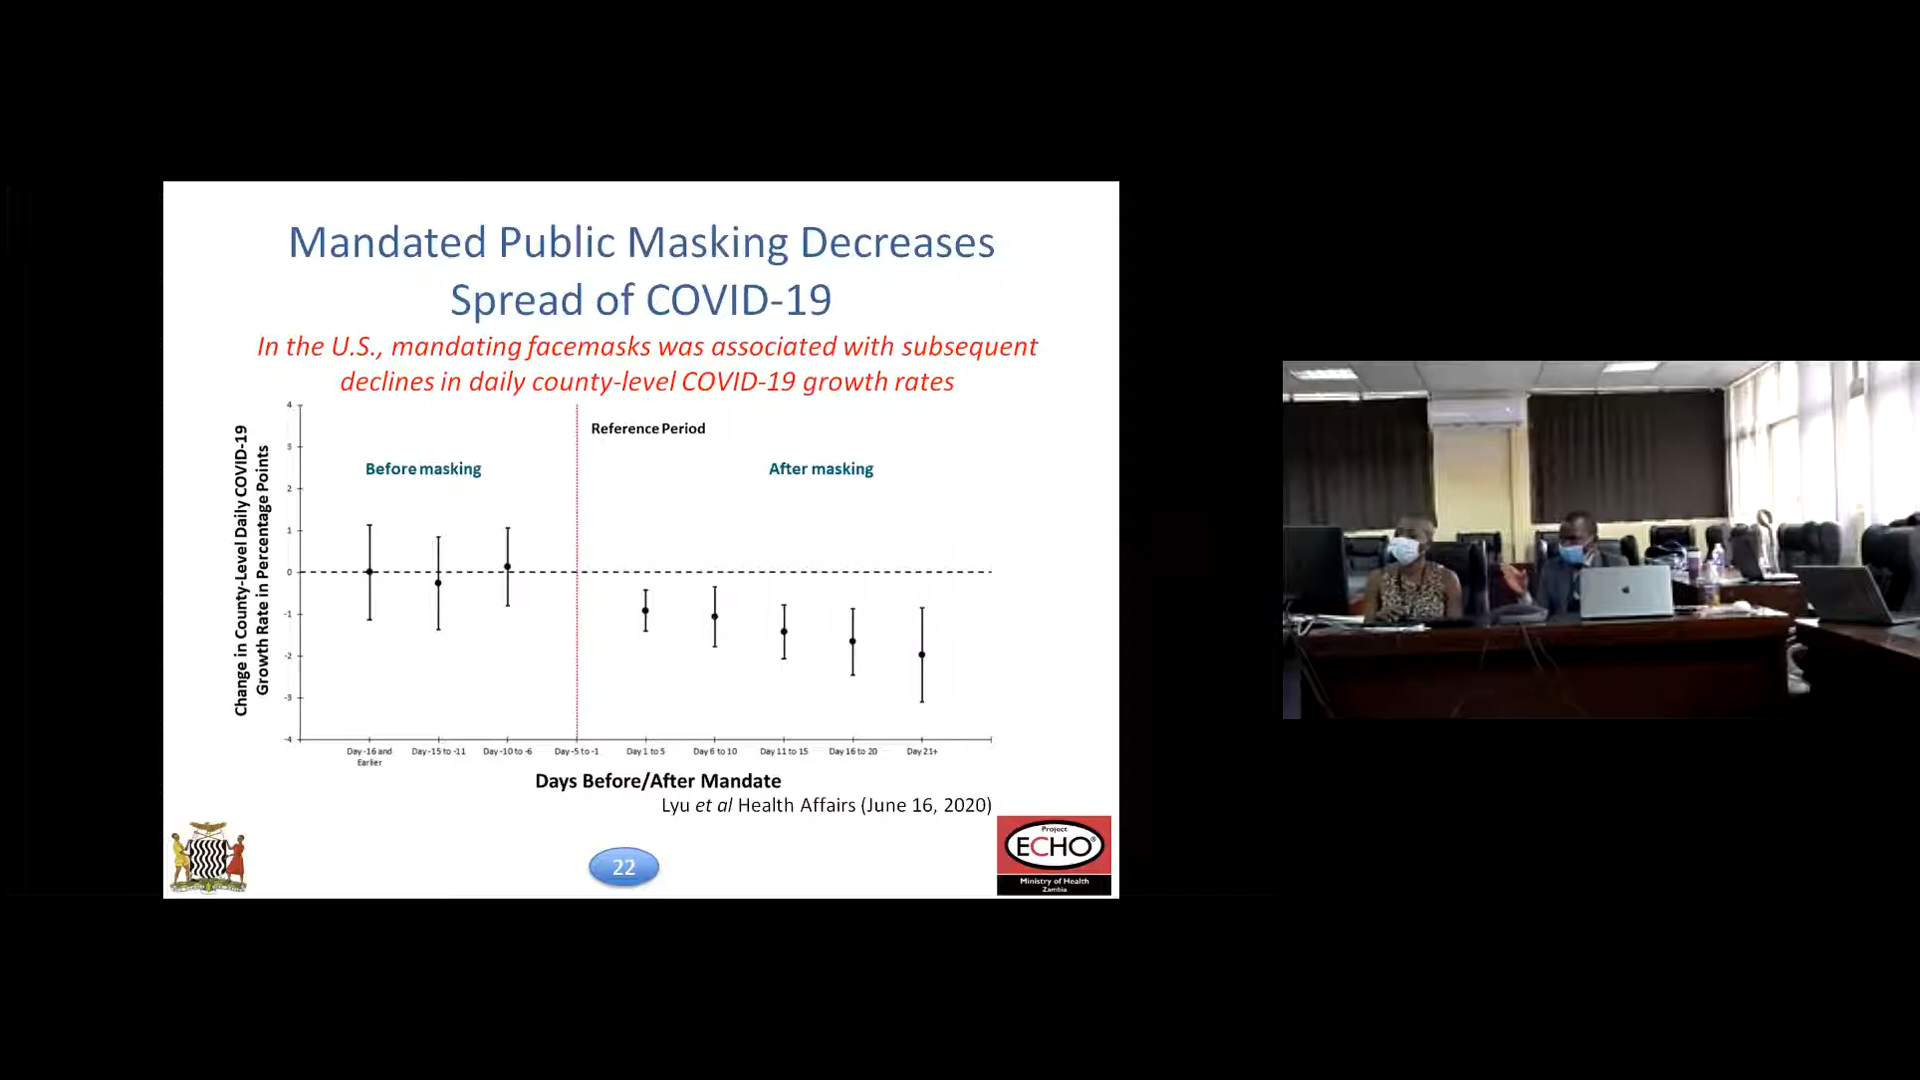 Mandated Public Masking Decreases
Spread of COVID-19
In the U.S., mandating facemasks was associated with subsequent
declines in daily county-level COVID-19 growth rates
Change in County-Level Daily COVID-19
Growth Rate in Percentage Points
4
3
2
1
0
-1
-2
-3
-4
Reference Period
Before masking
After masking
Day -16 and
Earlier
Day -15 to -11
Day -10 to -6
Day -5 to -1
Day 1 to 5
Day 6 to 10
Day 11 to 15
Day 16 to 20
Day 21+
Days Before/After Mandate
Lyu et al Health Affairs (June 16, 2020)
22
Project
ECHO®
Ministry of Health
Zambia